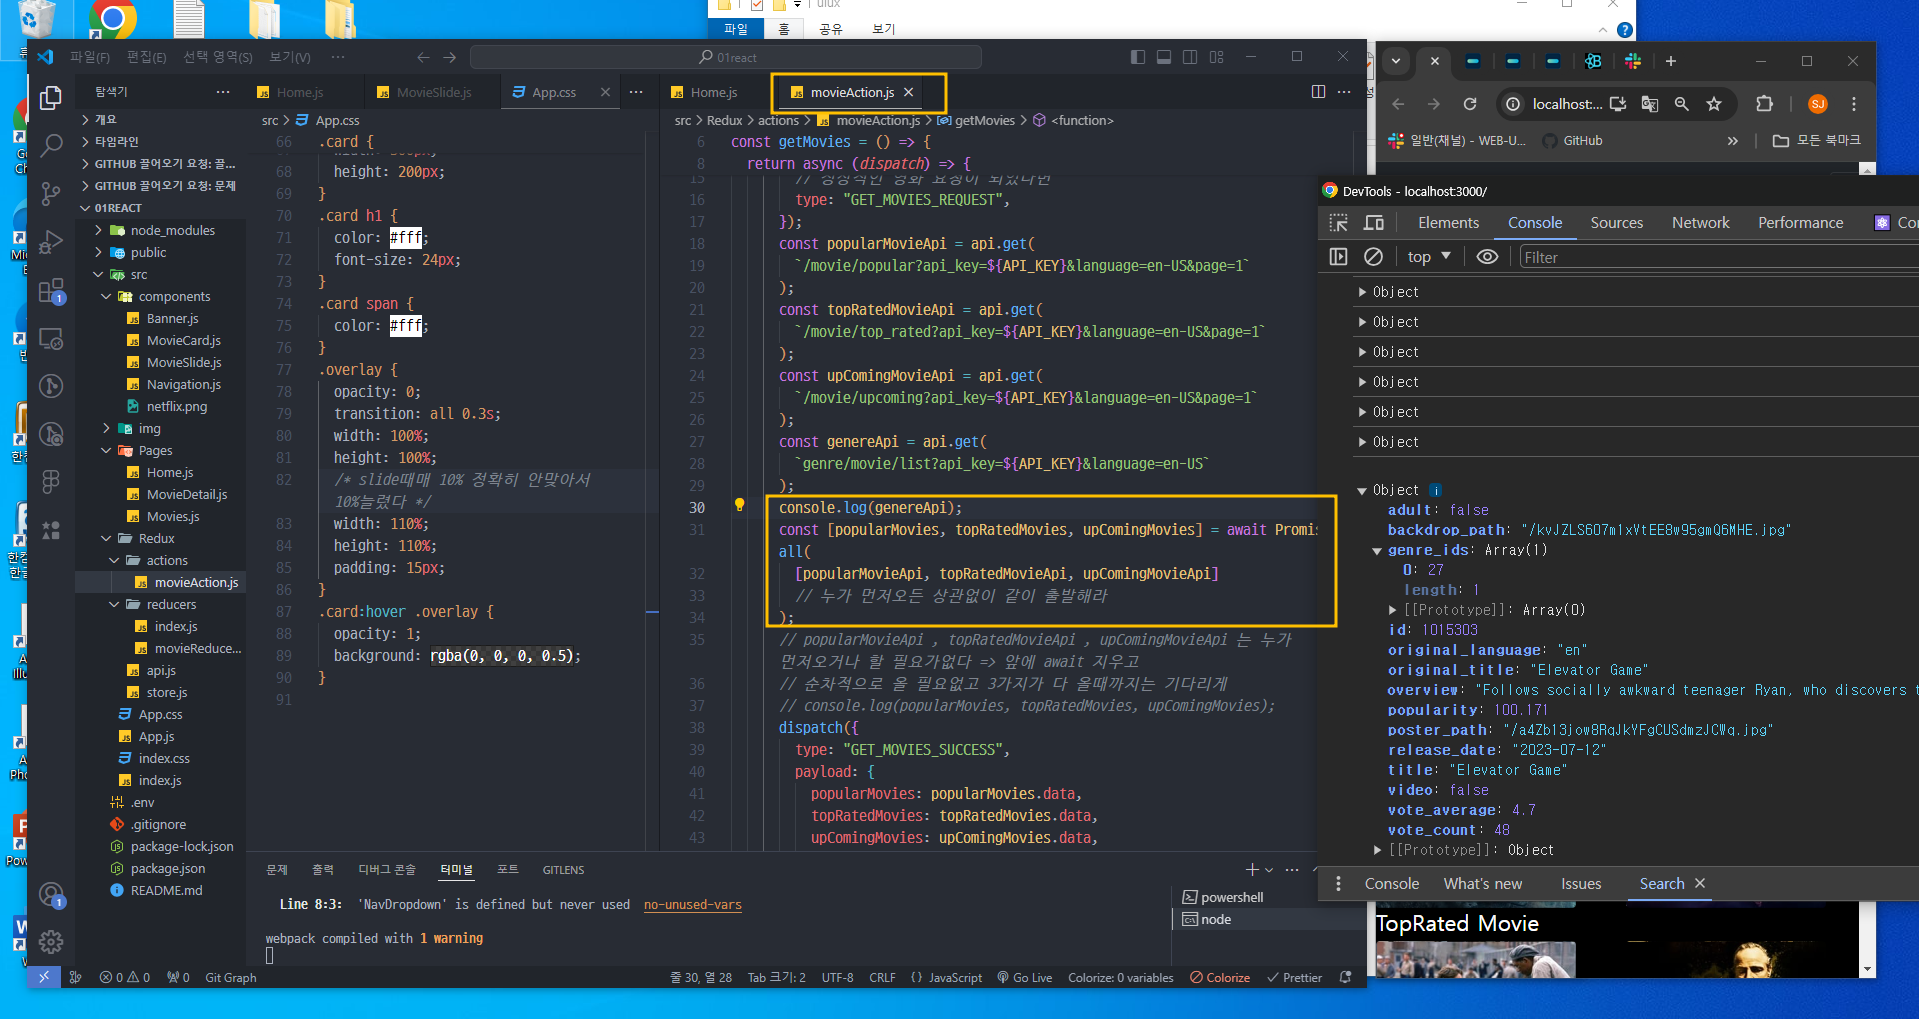 파일
홈
공유
보기
파일(F)
편집(E)
선택 영역(S)
보기(V)
01react
탐색기
개요
타임라인
GITHUB 끌어오기 요청: 끌...
GITHUB 끌어오기 요청: 문제
01REACT
node_modules
public
src
components
Banner.js
MovieCard.js
MovieSlide.js
Navigation.js
netflix.png
img
Pages
Home.js
MovieDetail.js
Movies.js
Redux
actions
movieAction.js
reducers
index.js
movieReduce...
api.js
store.js
App.css
App.js
index.css
index.js
.env
.gitignore
package-lock.json
package.json
README.md
Home.js
MovieSlide.js
App.css
src > App.css
66 .card {
68 height: 200px;
69 }
70 .card h1 {
71 color: #fff;
72 font-size: 24px;
73 }
74 .card span {
75 color: #fff;
76 }
77 .overlay {
78 opacity: 0;
79 transition: all 0.3s;
80 width: 100%;
81 height: 100%;
82 /* slide때매 10% 정확히 안맞아서
10%늘렸다 */
83 width: 110%;
84 height: 110%;
85 padding: 15px;
86 }
87 .card:hover .overlay {
88 opacity: 1;
89 background: rgba(0, 0, 0, 0.5);
90 }
91
Home.js
movieAction.js
src > Redux > actions > movieAction.js > getMovies > <function>
6 const getMovies = () => {
8 return async (dispatch) => {
15 // 정상적인 영화 요청이 되었다면
16 type: "GET_MOVIES_REQUEST",
17 });
18 const popularMovieApi = api.get(
19 `/movie/popular?api_key=${API_KEY}&language=en-US&page=1`
20 );
21 const topRatedMovieApi = api.get(
22 `/movie/top_rated?api_key=${API_KEY}&language=en-US&page=1`
23 );
24 const upComingMovieApi = api.get(
25 `/movie/upcoming?api_key=${API_KEY}&language=en-US&page=1`
26 );
27 const genereApi = api.get(
28 `genre/movie/list?api_key=${API_KEY}&language=en-US`
29 );
30 console.log(genereApi);
31 const [popularMovies, topRatedMovies, upComingMovies] = await Promis
all(
32 [popularMovieApi, topRatedMovieApi, upComingMovieApi]
33 // 누가 먼저오든 상관없이 같이 출발해라
34 );
35 // popularMovieApi , topRatedMovieApi , upComingMovieApi 는 누가
먼저오거나 할 필요가없다 => 앞에 await 지우고
36 // 순차적으로 올 필요없고 3가지가 다 올때까지는 기다리게
37 // console.log(popularMovies, topRatedMovies, upComingMovies);
38 dispatch({
39 type: "GET_MOVIES_SUCCESS",
40 payload: {
41 popularMovies: popularMovies.data,
42 topRatedMovies: topRatedMovies.data,
43 upComingMovies: upComingMovies.data,
문제
출력
디버그 콘솔
터미널
포트
GITLENS
Line 8:3: 'NavDropdown' is defined but never used no-unused-vars
webpack compiled with 1 warning
powershell
node
0 0
0
Git Graph
줄 30, 열 28
Tab 크기: 2
UTF-8
CRLF
{} JavaScript
Go Live
Colorize: 0 variables
Colorize
Prettier
localhost:...
SJ
일반(채널) - WEB-U...
GitHub
모든 북마크
DevTools - localhost:3000/
Elements
Console
Sources
Network
Performance
top
Filter
Object
Object
Object
Object
Object
Object
Object i
adult: false
backdrop_path: "/kvJZLS6O7m1xVtEE8w95gmQ6MHE.jpg"
genre_ids: Array(1)
0: 27
length: 1
[[Prototype]]: Array(0)
id: 1015303
original_language: "en"
original_title: "Elevator Game"
overview: "Follows socially awkward teenager Ryan, who discovers t
popularity: 100.171
poster_path: "/a4Zb13jow8RqJkYFgCUSdmzJCWq.jpg"
release_date: "2023-07-12"
title: "Elevator Game"
video: false
vote_average: 4.7
vote_count: 48
[[Prototype]]: Object
Console
What's new
Issues
Search
TopRated Movie